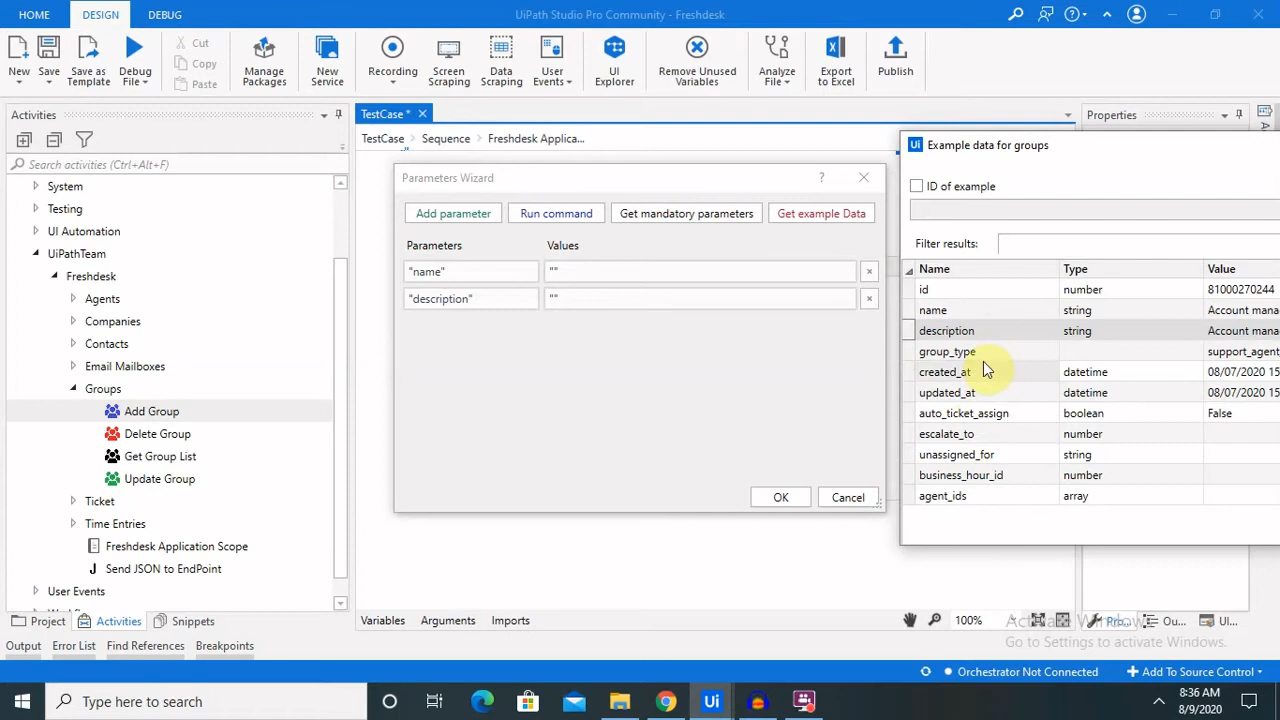 HOME
DESIGN
DEBUG
UiPath Studio Pro Community - Freshdesk
New
Save
Save as Template
Debug File
Cut
Copy
Paste
Manage Packages
New Service
Recording
Screen Scraping
Data Scraping
User Events
UI Explorer
Remove Unused Variables
Analyze File
Export to Excel
Publish
Activities
Search activities (Ctrl+Alt+F)
System
Testing
UI Automation
UiPathTeam
Freshdesk
Agents
Companies
Contacts
Email Mailboxes
Groups
Add Group
Delete Group
Get Group List
Update Group
Ticket
Time Entries
Freshdesk Application Scope
J Send JSON to EndPoint
User Events
Project
Activities
Snippets
TestCase *
TestCase > Sequence > Freshdesk Applica...
Parameters Wizard
?
Add parameter
Run command
Get mandatory parameters
Get example Data
Parameters Values
"name" ""
"description" ""
OK
Cancel
Properties
Ui Example data for groups
ID of example
Filter results:
Name Type Value
id number 81000270244
name string Account mana
description string Account mana
group_type support_agent
created_at datetime 08/07/2020 15
updated_at datetime 08/07/2020 15
auto_ticket_assign boolean False
escalate_to number
unassigned_for string
business_hour_id number
agent_ids array
Variables
Arguments
Imports
100%
Pro...
Ou...
UI...
Activate Windows
Go to Settings to activate Windows.
Output
Error List
Find References
Breakpoints
Orchestrator Not Connected
Add To Source Control
Type here to search
Ui
8:36 AM
8/9/2020